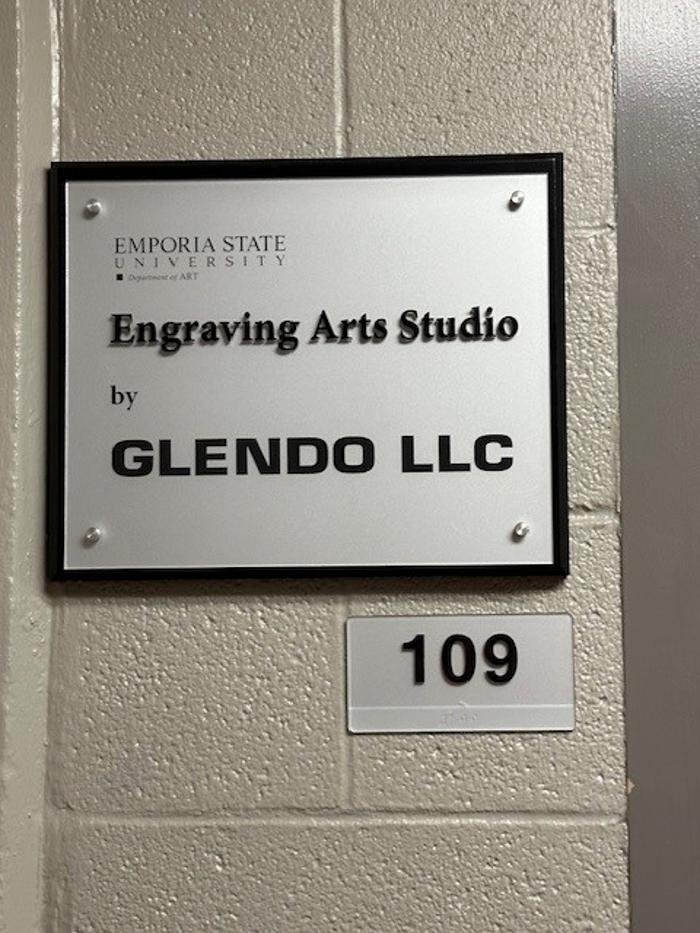 EMPORIA STATE
UNIVERSITY
■ Department of ART
Engraving Arts Studio
by
GLENDO LLC
109